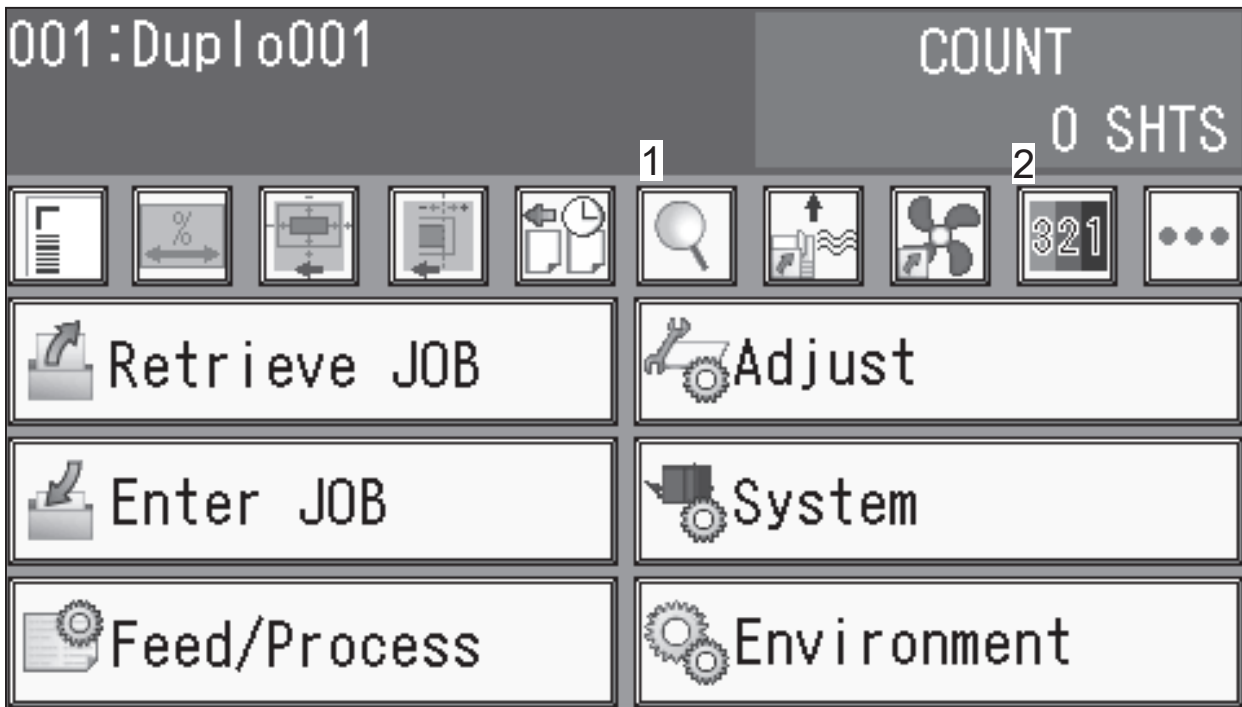 001:Duplo001
COUNT
0 SHTS
1
2
%
321
Retrieve JOB
Adjust
Enter JOB
System
Feed/Process
Environment